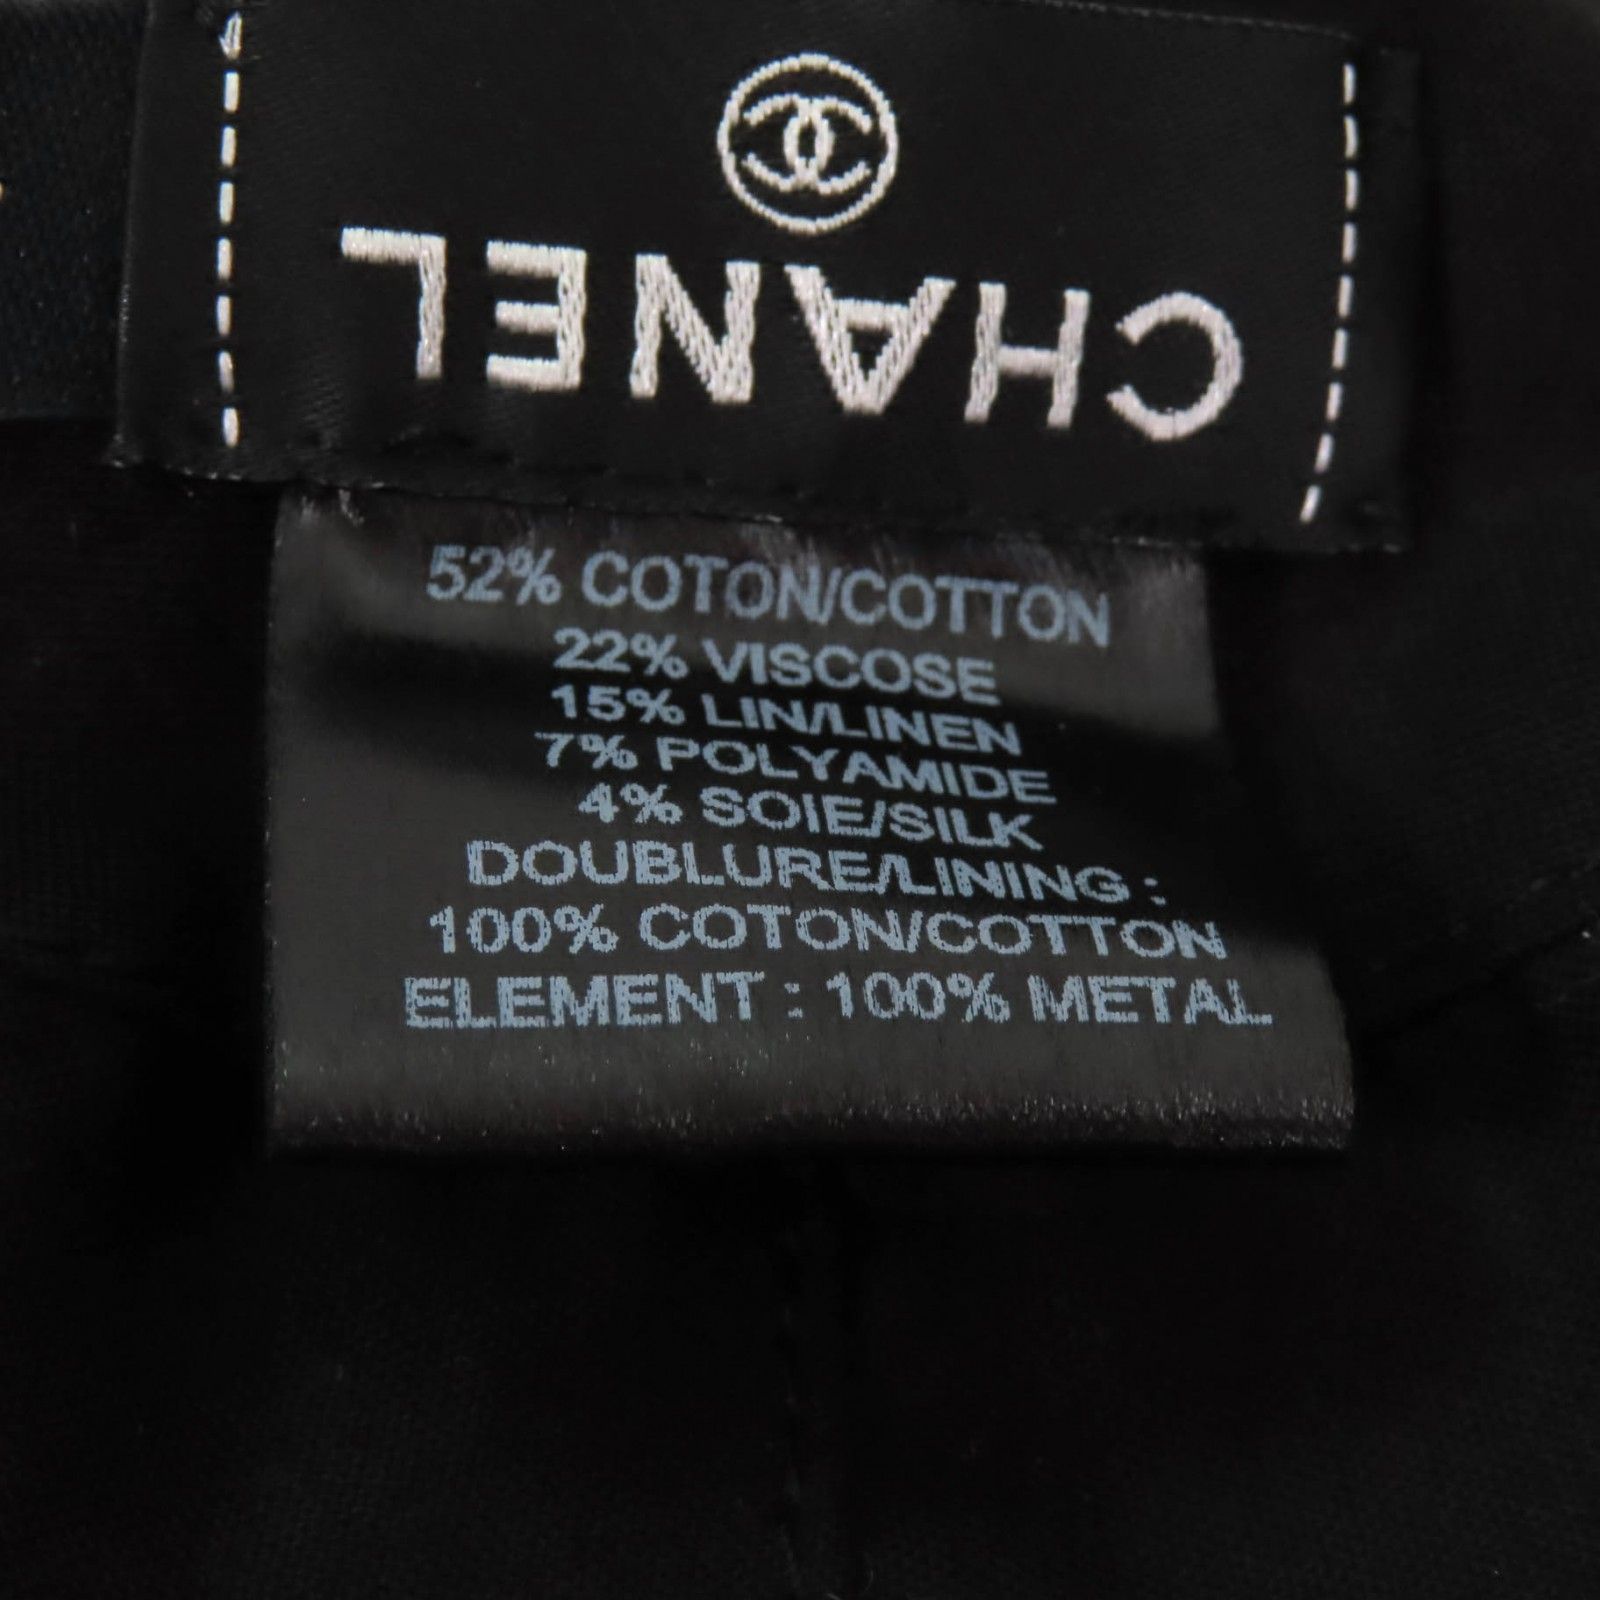 CHANEL
52% COTON/COTTON
22% VISCOSE
15% LIN/LINEN
7% POLYAMIDE
4% SOIE/SILK
DOUBLURE/LINING :
100% COTON/COTTON
ELEMENT : 100% METAL